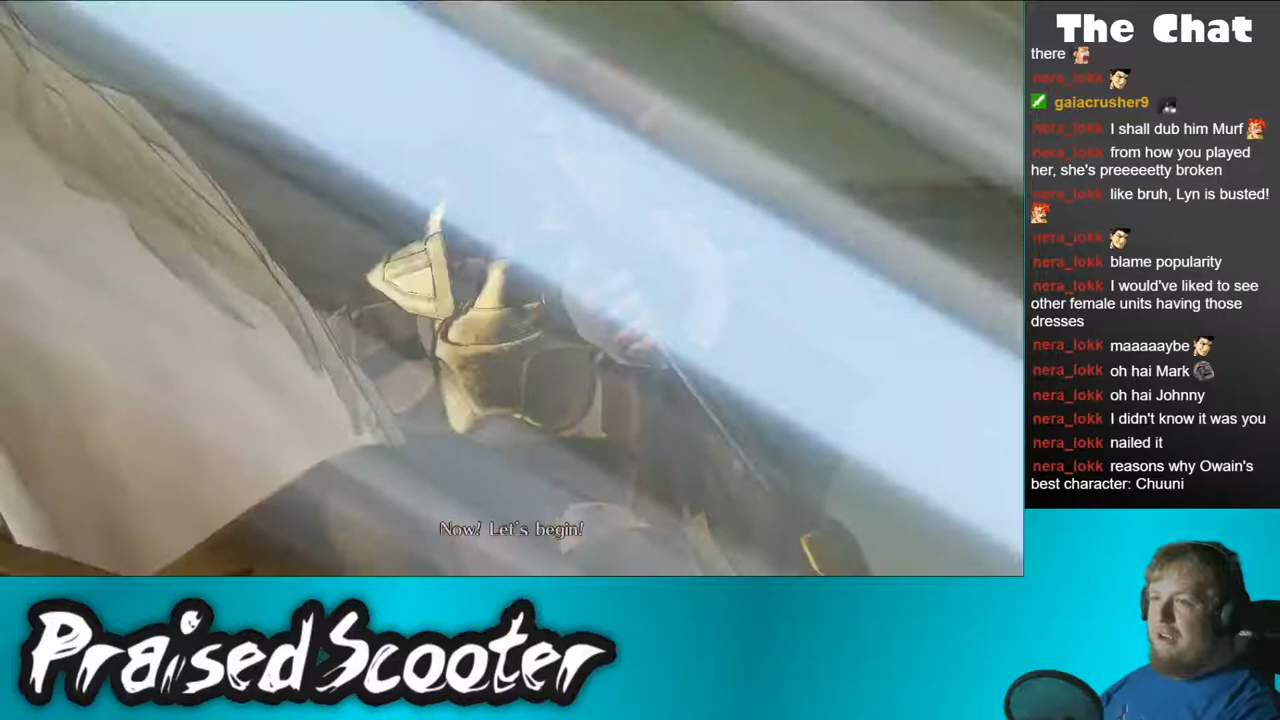 The Chat
there
nera_lokk
gaiacrusher9
nera_lokk I shall dub him Murf
nera_lokk from how you played
her, she's preeeeetty broken
nera_lokk like bruh, Lyn is busted!
nera_lokk
nera_lokk blame popularity
nera_lokk I would've liked to see
other female units having those
dresses
nera_lokk maaaaaybe
nera_lokk oh hai Mark
nera_lokk oh hai Johnny
nera_lokk I didn't know it was you
nera_lokk nailed it
nera_lokk reasons why Owain's
best character: Chuuni
Now! Let's begin!
PraisedScooter